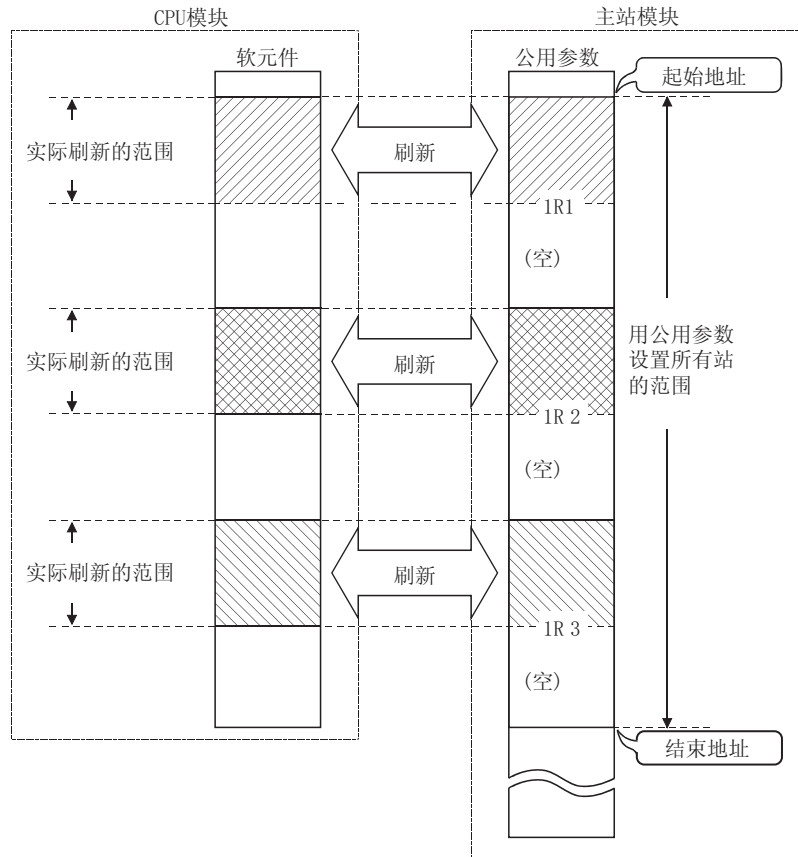 CPU模块
主站模块
软元件
公用参数
起始地址
实际刷新的范围
刷新
1R1
(空)
实际刷新的范围
刷新
用公用参数
设置所有站
的范围
1R 2
(空)
实际刷新的范围
刷新
1R 3
(空)
结束地址